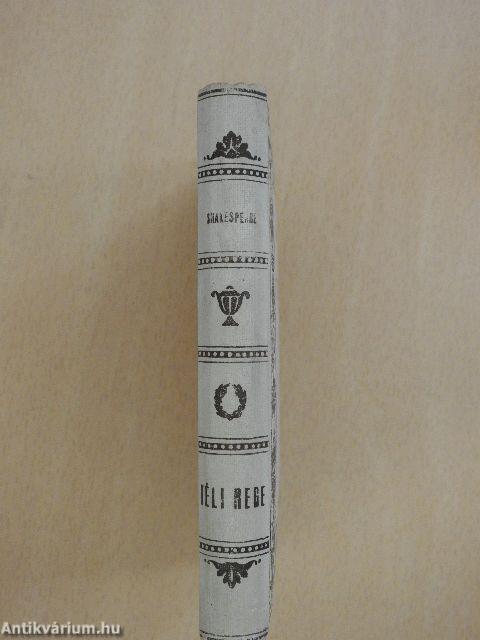 SHAKESPEARE
TÉLI REGE
Antikvárium.hu